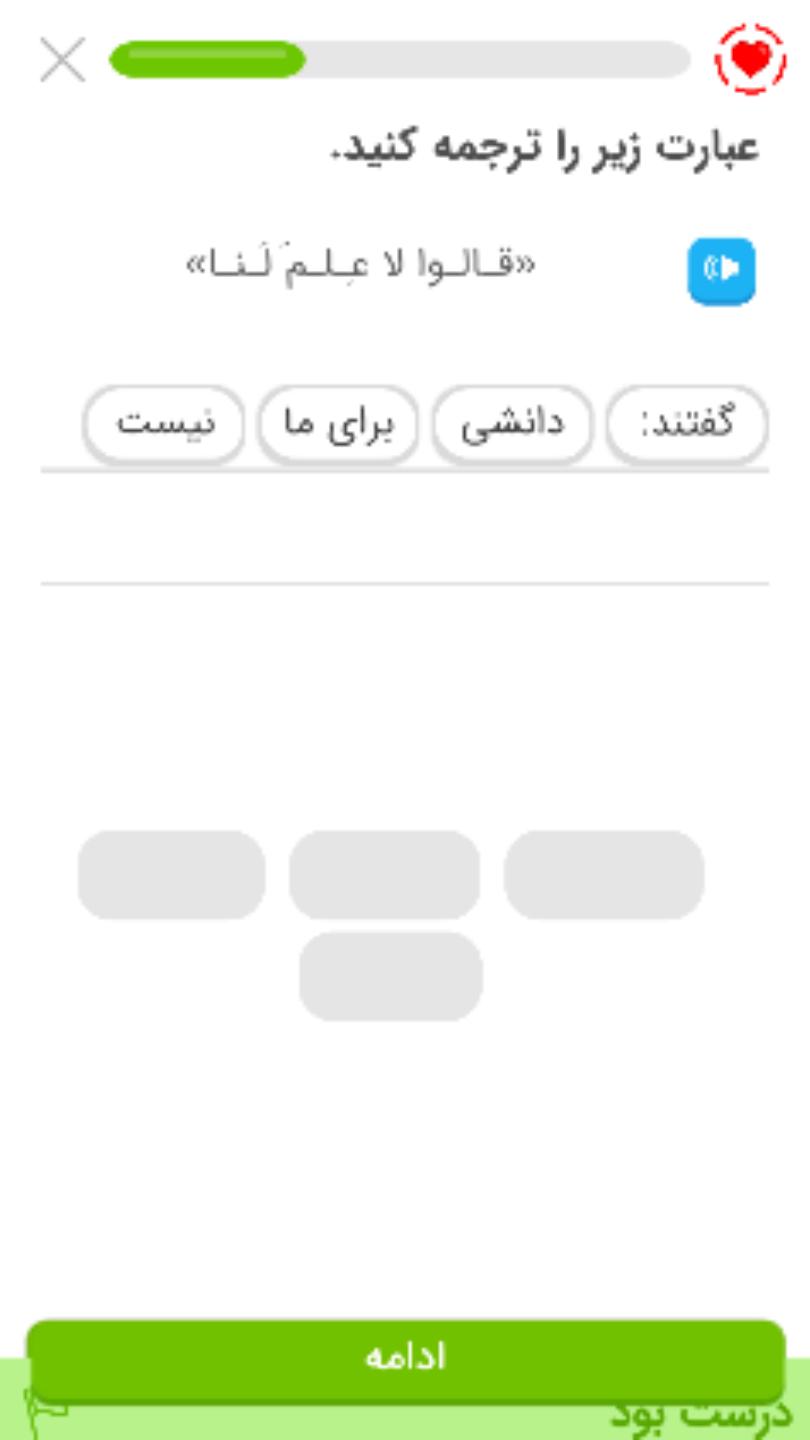 عبارت زیر را ترجمه کنید.
«قـالـوا لا عِـلـمَ لَـنـا»
گفتند: دانشی برای ما نیست
ادامه
درست بود